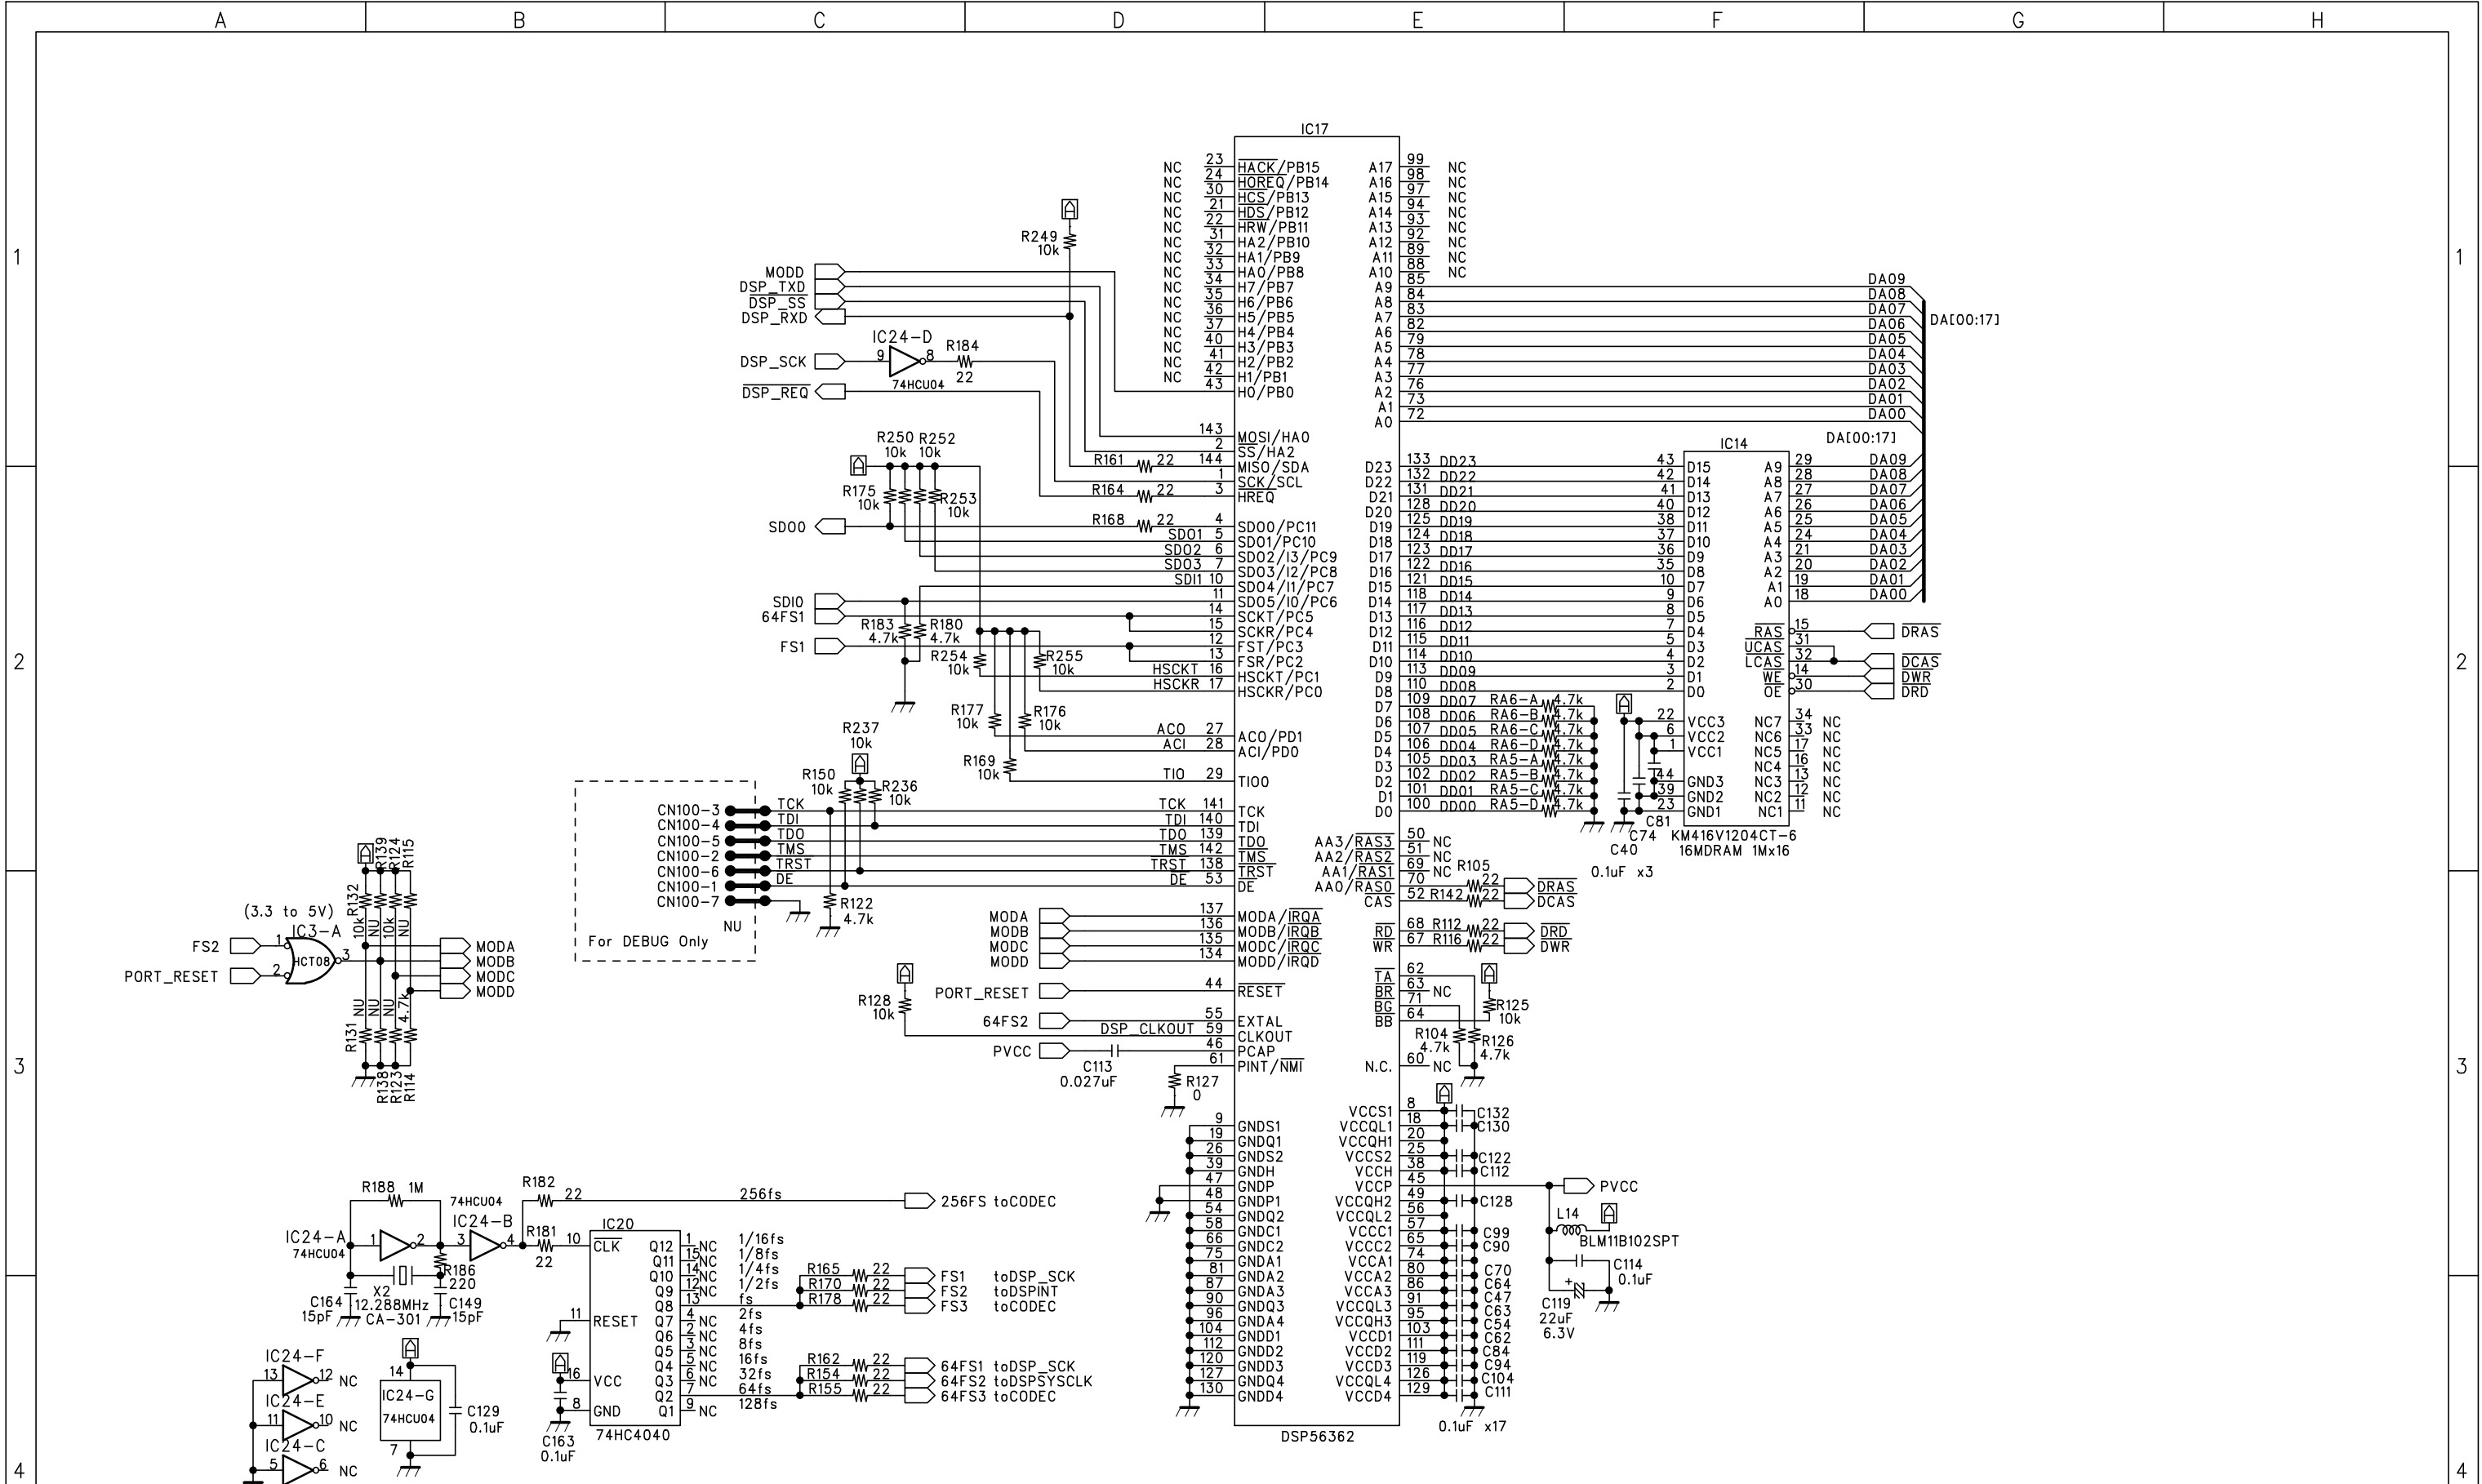 A B C D E F G H
1 1
2 2
3 3
4 4
IC17
NC 23 HACK/PB15
NC 24 HOREQ/PB14
NC 30 HCS/PB13
NC 21 HDS/PB12
NC 22 HRW/PB11
NC 31 HA2/PB10
NC 32 HA1/PB9
NC 33 HA0/PB8
NC 34 H7/PB7
NC 35 H6/PB6
NC 36 H5/PB5
NC 37 H4/PB4
NC 40 H3/PB3
NC 41 H2/PB2
NC 42 H1/PB1
43 H0/PB0
143 MOSI/HA0
2 SS/HA2
R161 22 144 MISO/SDA
1 SCK/SCL
R164 22 3 HREQ
R168 22 4 SDO0/PC11
SDO1 5 SDO1/PC10
SDO2 6 SDO2/I3/PC9
SDO3 7 SDO3/I2/PC8
SDI1 10 SDO4/I1/PC7
11 SDO5/I0/PC6
14 SCKT/PC5
15 SCKR/PC4
12 FST/PC3
13 FSR/PC2
HSCKT 16 HSCKT/PC1
HSCKR 17 HSCKR/PC0
ACO 27 ACO/PD1
ACI 28 ACI/PD0
TIO 29 TIO0
TCK 141 TCK
TDI 140 TDI
TDO 139 TDO
TMS 142 TMS
TRST 138 TRST
DE 53 DE
MODA 137 MODA/IRQA
MODB 136 MODB/IRQB
MODC 135 MODC/IRQC
MODD 134 MODD/IRQD
PORT_RESET 44 RESET
64FS2 55 EXTAL
DSP_CLKOUT 59 CLKOUT
PVCC 46 PCAP
61 PINT/NMI
C113
0.027uF
R127
0
R128
10k
9 GNDS1
19 GNDQ1
26 GNDS2
39 GNDH
47 GNDP
48 GNDP1
54 GNDQ2
58 GNDC1
66 GNDC2
75 GNDA1
81 GNDA2
87 GNDA3
90 GNDQ3
96 GNDA4
104 GNDD1
112 GNDD2
120 GNDD3
127 GNDQ4
130 GNDD4
DSP56362
A17 99 NC
A16 98 NC
A15 97 NC
A14 94 NC
A13 93 NC
A12 92 NC
A11 89 NC
A10 88 NC
A9 85 DA09
A8 84 DA08
A7 83 DA07
A6 82 DA06
A5 79 DA05
A4 78 DA04
A3 77 DA03
A2 76 DA02
A1 73 DA01
A0 72 DA00
DA[00:17]
DA[00:17]
D23 133 DD23
D22 132 DD22
D21 131 DD21
D20 128 DD20
D19 125 DD19
D18 124 DD18
D17 123 DD17
D16 122 DD16
D15 121 DD15
D14 118 DD14
D13 117 DD13
D12 116 DD12
D11 115 DD11
D10 114 DD10
D9 113 DD09
D8 110 DD08
D7 109 DD07 RA6-A 4.7k
D6 108 DD06 RA6-B 4.7k
D5 107 DD05 RA6-C 4.7k
D4 106 DD04 RA6-D 4.7k
D3 105 DD03 RA5-A 4.7k
D2 102 DD02 RA5-B 4.7k
D1 101 DD01 RA5-C 4.7k
D0 100 DD00 RA5-D 4.7k
AA3/RAS3 50 NC
AA2/RAS2 51 NC
AA1/RAS1 69 NC
AA0/RAS0 70 R105 22 DRAS
CAS 52 R142 22 DCAS
RD 68 R112 22 DRD
WR 67 R116 22 DWR
TA 62
BR 63 NC
BG 71
BB 64
R125
10k
R104
4.7k
R126
4.7k
N.C. 60 NC
VCCS1 8 C132
VCCQL1 18 C130
VCCQH1 20
VCCS2 25 C122
VCCH 38 C112
VCCP 45 PVCC
VCCQH2 49 C128
VCCQL2 56
VCCC1 57 C99
VCCC2 65 C90
VCCA1 74
VCCA2 80 C70
VCCA3 86 C64
VCCQL3 91 C47
VCCQH3 95 C63
VCCD1 103 C54
VCCD2 111 C62
VCCD3 119 C84
VCCQL4 126 C94
VCCD4 129 C104
C111
0.1uF x17
L14
BLM11B102SPT
C114
0.1uF
+
C119
22uF
6.3V
IC14
43 D15 A9 29 DA09
42 D14 A8 28 DA08
41 D13 A7 27 DA07
40 D12 A6 26 DA06
38 D11 A5 25 DA05
37 D10 A4 24 DA04
36 D9 A3 21 DA03
35 D8 A2 20 DA02
10 D7 A1 19 DA01
9 D6 A0 18 DA00
8 D5
7 D4 RAS 15 DRAS
5 D3 UCAS 31
4 D2 LCAS 32 DCAS
3 D1 WE 14 DWR
2 D0 OE 30 DRD
22 VCC3 NC7 34 NC
6 VCC2 NC6 33 NC
1 VCC1 NC5 17 NC
NC4 16 NC
44 GND3 NC3 13 NC
39 GND2 NC2 12 NC
23 GND1 NC1 11 NC
C81
C74
C40
0.1uF x3
KM416V1204CT-6
16MDRAM 1Mx16
MODD
DSP_TXD
DSP_SS
DSP_RXD
DSP_SCK
DSP_REQ
R249
10k
IC24-D
9 8
74HCU04
R184
22
R250 R252
10k 10k
R175
10k
R253
10k
SDO0
SDI0
64FS1
FS1
R183
4.7k
R180
4.7k
R254
10k
R255
10k
R177
10k
R176
10k
R169
10k
R237
10k
R150
10k
R236
10k
CN100-3 TCK
CN100-4 TDI
CN100-5 TDO
CN100-2 TMS
CN100-6 TRST
CN100-1 DE
CN100-7
NU
For DEBUG Only
R122
4.7k
R139
R124
R115
R132
10k
NU
10k
NU
(3.3 to 5V)
IC3-A
FS2 1
HCT08
3
PORT_RESET 2
MODA
MODB
MODC
MODD
NU
NU
NU
4.7k
R131
R138
R123
R114
R188 1M
IC24-A
74HCU04
1 2
74HCU04
IC24-B
3 4
R182
22
256fs
256FS toCODEC
R181
22
R186
220
X2
12.288MHz
CA-301
C164
15pF
C149
15pF
IC20
10 CLK
11 RESET
16 VCC
8 GND
Q12 1 NC 1/16fs
Q11 15 NC 1/8fs
Q10 14 NC 1/4fs
Q9 12 NC 1/2fs
Q8 13 fs
Q7 4 NC 2fs
Q6 2 NC 4fs
Q5 3 NC 8fs
Q4 5 NC 16fs
Q3 6 NC 32fs
Q2 7 64fs
Q1 9 NC 128fs
74HC4040
C163
0.1uF
R165 22 FS1 toDSP_SCK
R170 22 FS2 toDSPINT
R178 22 FS3 toCODEC
R162 22 64FS1 toDSP_SCK
R154 22 64FS2 toDSPSYSCLK
R155 22 64FS3 toCODEC
IC24-F
13 12 NC
IC24-E
11 10 NC
IC24-C
5 6 NC
14
IC24-G
74HCU04
7
C129
0.1uF